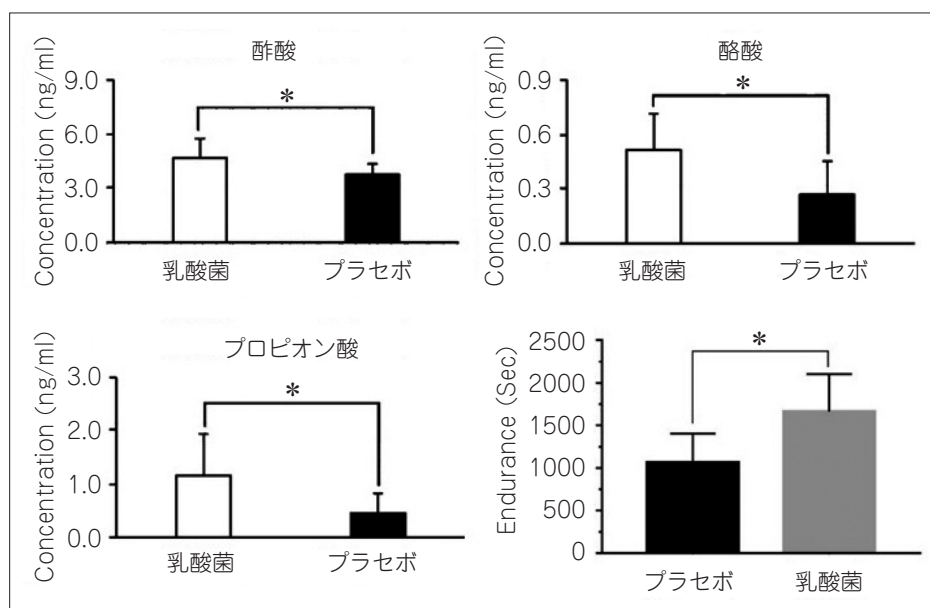 酢酸
Concentration (ng/ml)
9.0
6.0
3.0
0.0
*
乳酸菌
プラセボ
酪酸
Concentration (ng/ml)
0.9
0.6
0.3
0.0
*
乳酸菌
プラセボ
プロピオン酸
Concentration (ng/ml)
3.0
2.0
1.0
0.0
*
乳酸菌
プラセボ
Endurance (Sec)
2500
2000
1500
1000
500
0
*
プラセボ
乳酸菌